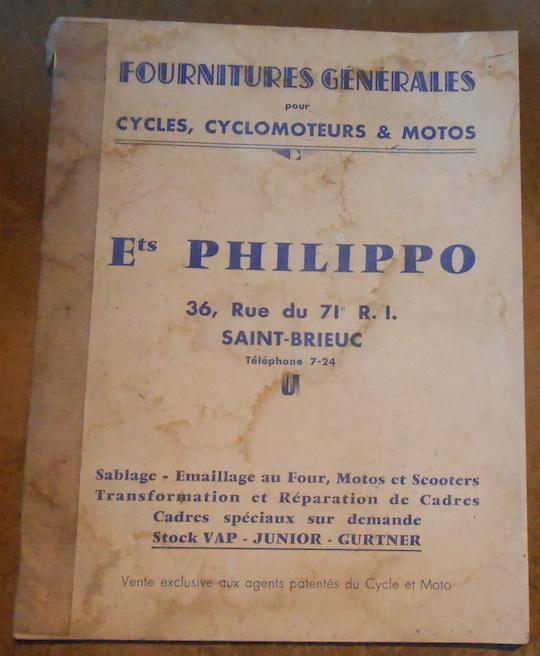 FOURNITURES GÉNÉRALES
pour
CYCLES, CYCLOMOTEURS & MOTOS
Ets PHILIPPO
36, Rue du 71e R. I.
SAINT-BRIEUC
Téléphone 7-24
Sablage - Emaillage au Four, Motos et Scooters
Transformation et Réparation de Cadres
Cadres spéciaux sur demande
Stock VAP - JUNIOR - GURTNER
Vente exclusive aux agents patentés du Cycle et Moto